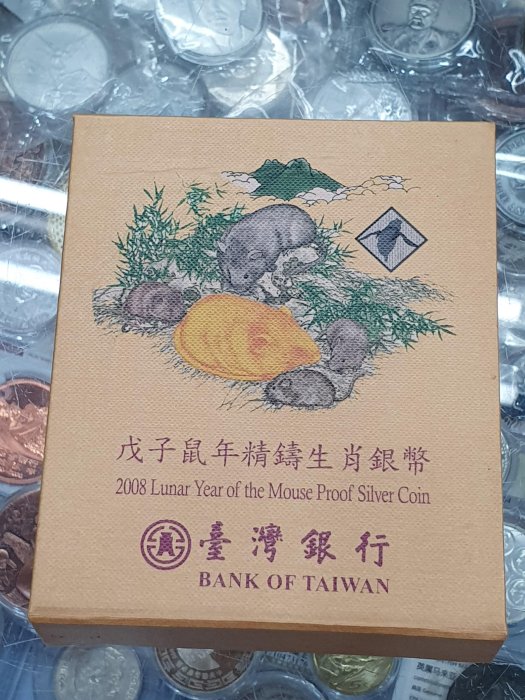 戊子鼠年精鑄生肖銀幣
2008 Lunar Year of the Mouse Proof Silver Coin
臺灣銀行
BANK OF TAIWAN